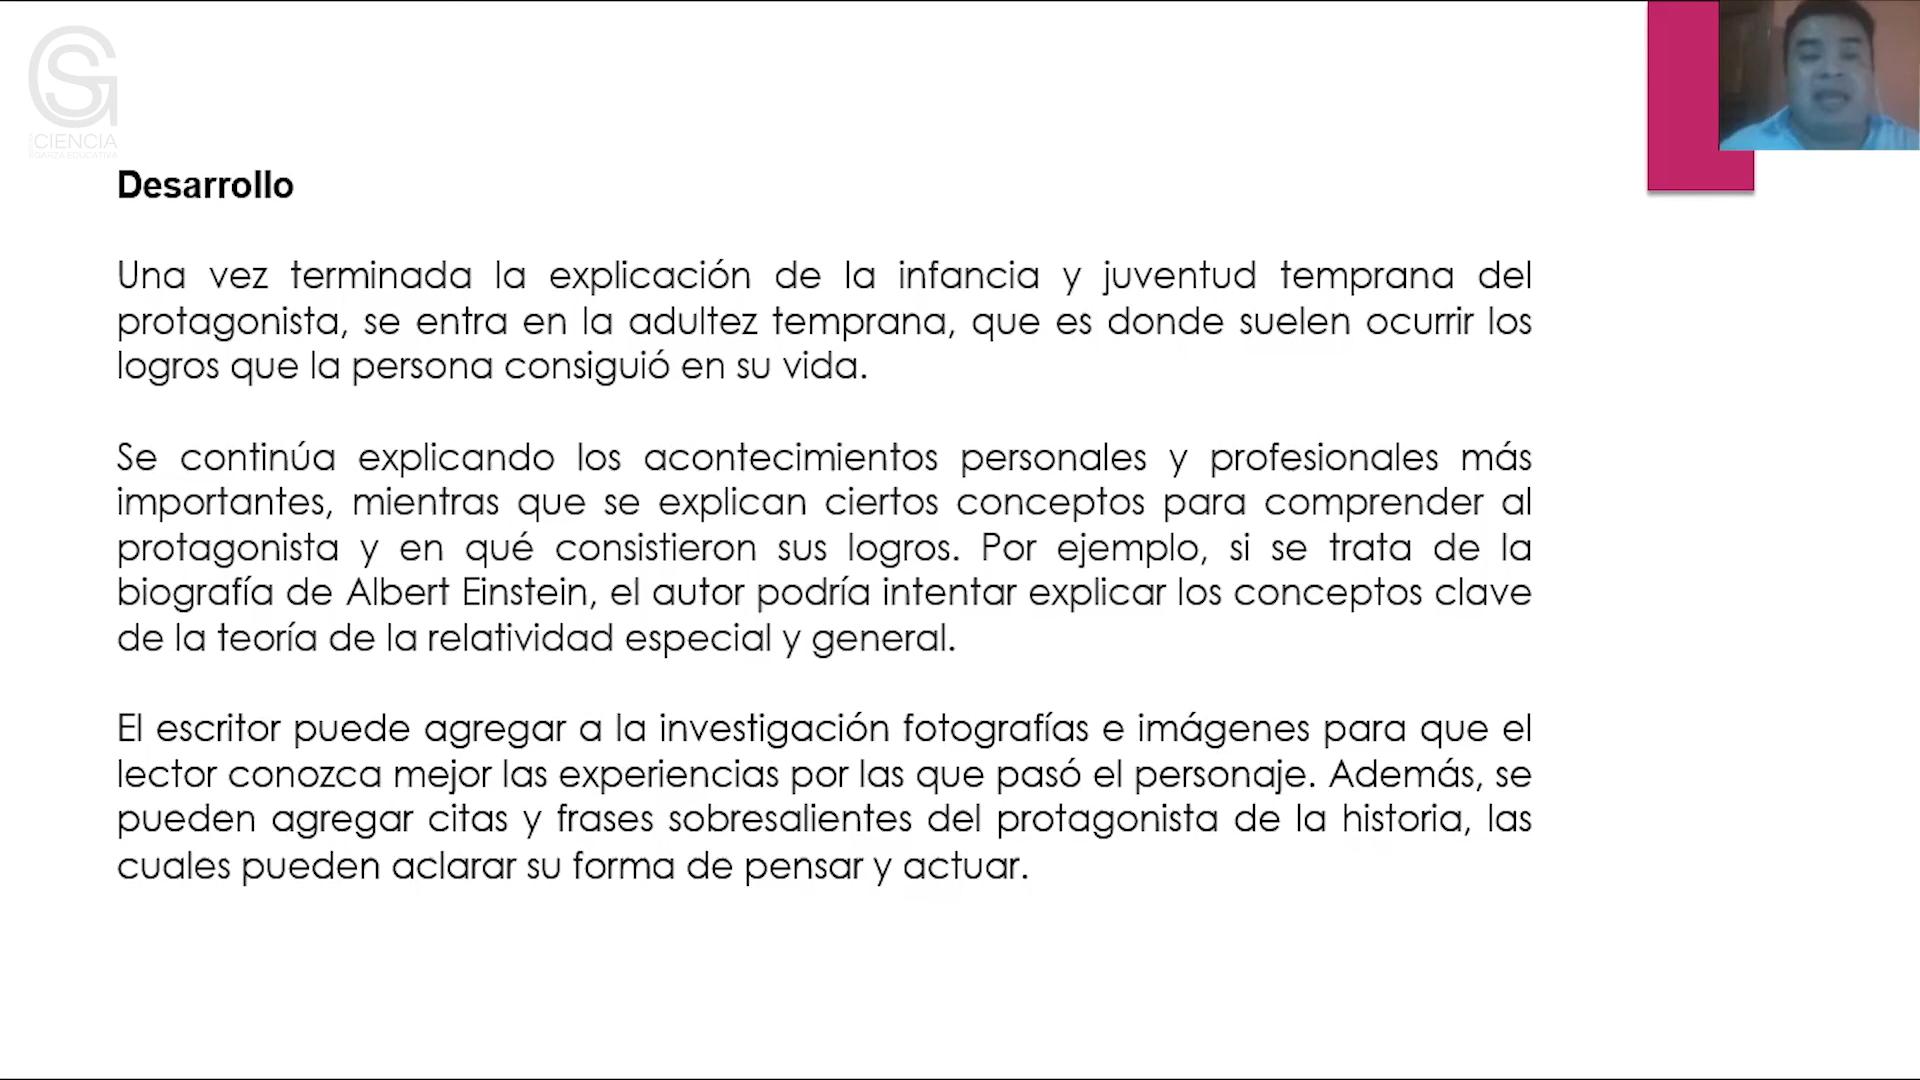 CIENCIA
GARZA EDUCATIVA
Desarrollo
Una vez terminada la explicación de la infancia y juventud temprana del
protagonista, se entra en la adultez temprana, que es donde suelen ocurrir los
logros que la persona consiguió en su vida.
Se continúa explicando los acontecimientos personales y profesionales más
importantes, mientras que se explican ciertos conceptos para comprender al
protagonista y en qué consistieron sus logros. Por ejemplo, si se trata de la
biografía de Albert Einstein, el autor podría intentar explicar los conceptos clave
de la teoría de la relatividad especial y general.
El escritor puede agregar a la investigación fotografías e imágenes para que el
lector conozca mejor las experiencias por las que pasó el personaje. Además, se
pueden agregar citas y frases sobresalientes del protagonista de la historia, las
cuales pueden aclarar su forma de pensar y actuar.